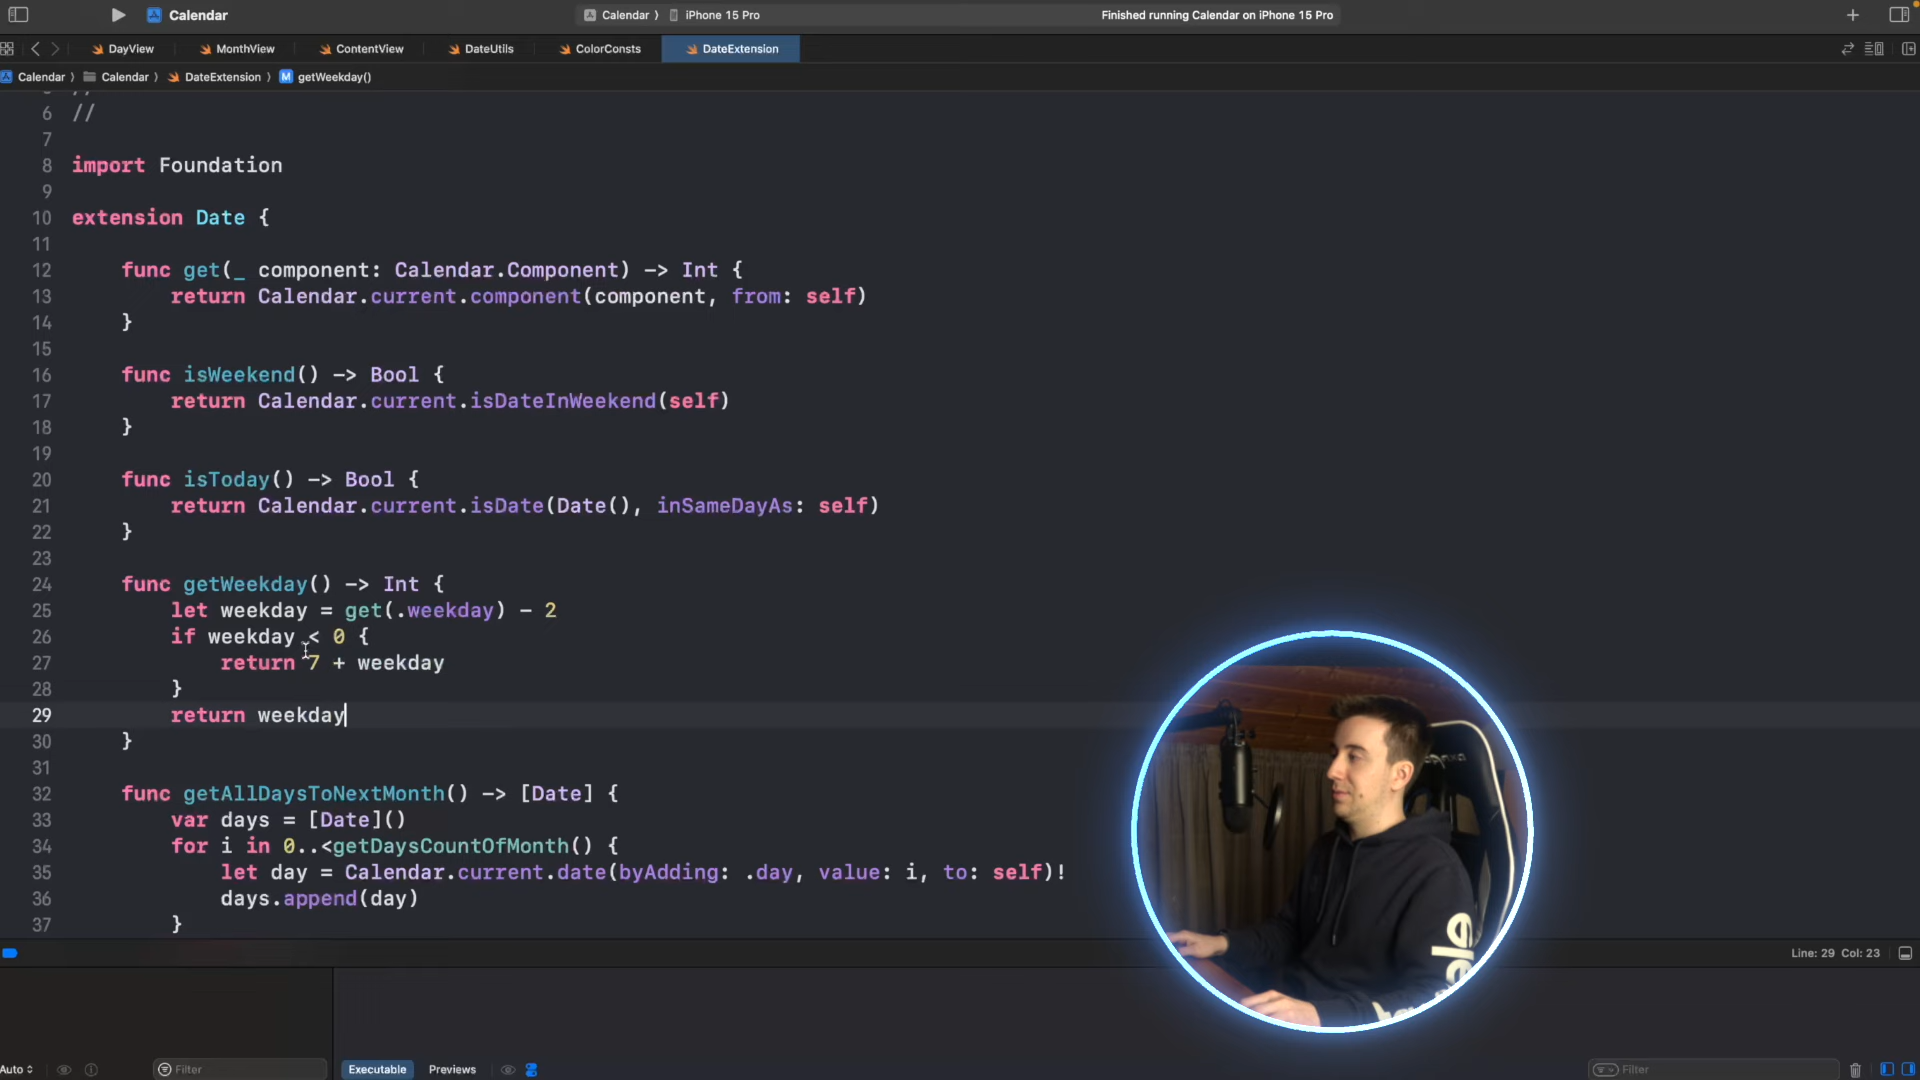 Calendar
Calendar ⟩ iPhone 15 Pro
Finished running Calendar on iPhone 15 Pro
DayView MonthView ContentView DateUtils ColorConsts DateExtension
Calendar ⟩ Calendar ⟩ DateExtension ⟩ M getWeekday()
6 //
7
8 import Foundation
9
10 extension Date {
11
12 func get(_ component: Calendar.Component) -> Int {
13 return Calendar.current.component(component, from: self)
14 }
15
16 func isWeekend() -> Bool {
17 return Calendar.current.isDateInWeekend(self)
18 }
19
20 func isToday() -> Bool {
21 return Calendar.current.isDate(Date(), inSameDayAs: self)
22 }
23
24 func getWeekday() -> Int {
25 let weekday = get(.weekday) - 2
26 if weekday < 0 {
27 return 7 + weekday
28 }
29 return weekday
30 }
31
32 func getAllDaysToNextMonth() -> [Date] {
33 var days = [Date]()
34 for i in 0..<getDaysCountOfMonth() {
35 let day = Calendar.current.date(byAdding: .day, value: i, to: self)!
36 days.append(day)
37 }
Line: 29 Col: 23
Auto Filter Executable Previews Filter